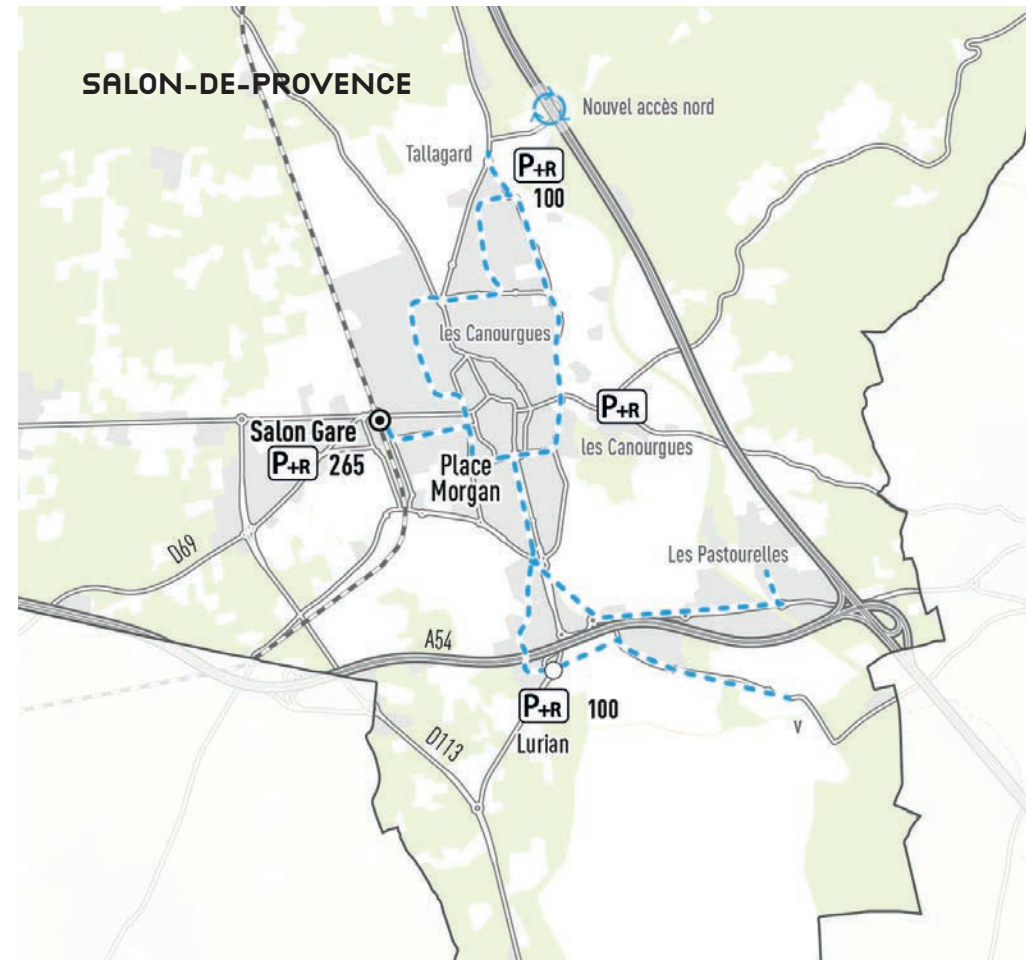 SALON-DE-PROVENCE
Nouvel accès nord
Tallagard
P+R
100
les Canourgues
P+R
les Canourgues
Salon Gare
P+R 265
Place
Morgan
D69
Les Pastourelles
A54
P+R 100
Lurian
V
D113